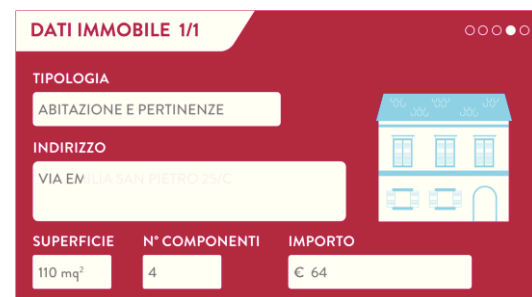 DATI IMMOBILE 1/1
TIPOLOGIA
ABITAZIONE E PERTINENZE
INDIRIZZO
VIA EMILIA SAN PIETRO 25/C
SUPERFICIE N° COMPONENTI IMPORTO
110 mq² 4 € 64